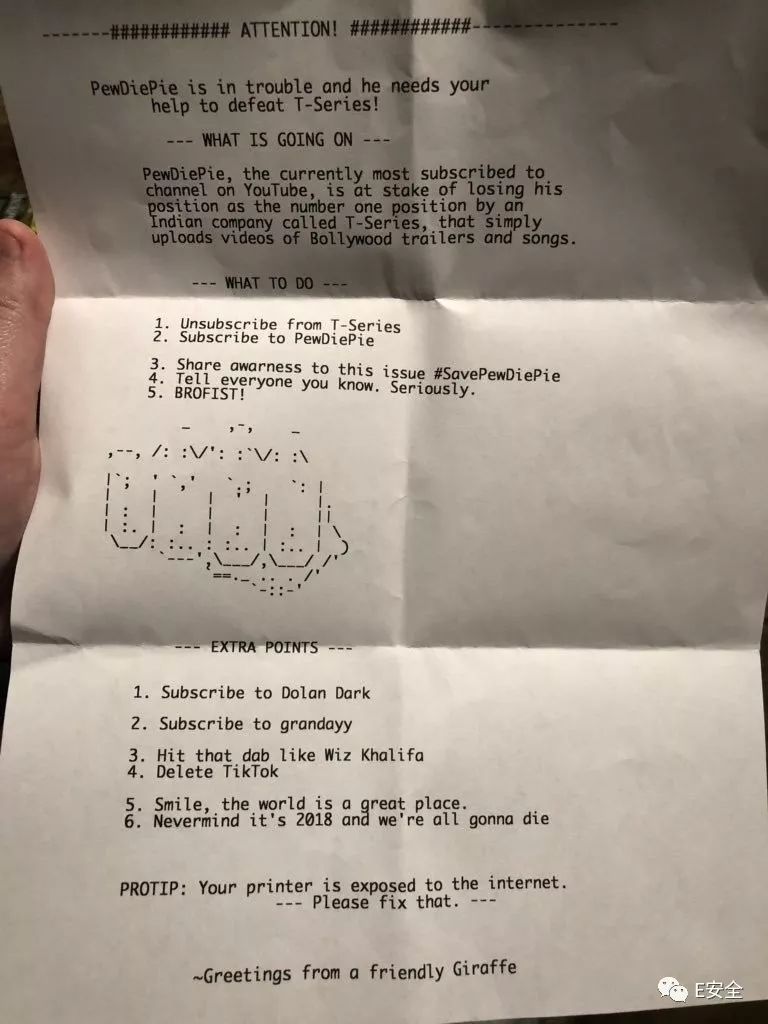 -------############ ATTENTION! ############--------------
PewDiePie is in trouble and he needs your
help to defeat T-Series!
--- WHAT IS GOING ON ---
PewDiePie, the currently most subscribed to
channel on YouTube, is at stake of losing his
position as the number one position by an
Indian company called T-Series, that simply
uploads videos of Bollywood trailers and songs.
--- WHAT TO DO ---
1. Unsubscribe from T-Series
2. Subscribe to PewDiePie
3. Share awarness to this issue #SavePewDiePie
4. Tell everyone you know. Seriously.
5. BROFIST!
--- EXTRA POINTS ---
1. Subscribe to Dolan Dark
2. Subscribe to grandayy
3. Hit that dab like Wiz Khalifa
4. Delete TikTok
5. Smile, the world is a great place.
6. Nevermind it's 2018 and we're all gonna die
PROTIP: Your printer is exposed to the internet.
--- Please fix that. ---
~Greetings from a friendly Giraffe
E安全